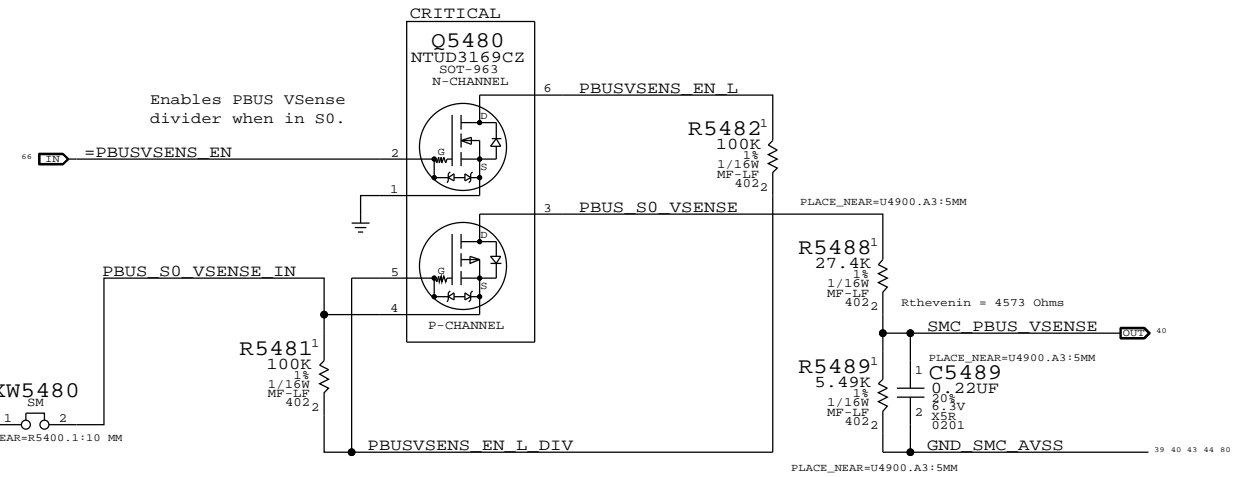 CRITICAL
Q5480
NTUD3169CZ
SOT-963
N-CHANNEL
Enables PBUS VSense
divider when in S0.
66 IN =PBUSVSENS_EN 2
D
G
S
1
6 PBUSVSENS_EN_L
R5482 1
100K
1%
1/16W
MF-LF
402 2
3 PBUS_S0_VSENSE
PLACE_NEAR=U4900.A3:5MM
D
G
S
5
4
P-CHANNEL
PBUS_S0_VSENSE_IN
R5488 1
27.4K
1%
1/16W
MF-LF
402 2
Rthevenin = 4573 Ohms
SMC_PBUS_VSENSE OUT 40
R5481 1
100K
1%
1/16W
MF-LF
402 2
R5489 1
5.49K
1%
1/16W
MF-LF
402 2
PLACE_NEAR=U4900.A3:5MM
1 C5489
0.22UF
20%
6.3V
2 X5R
0201
KW5480
SM
1 2
EAR=R5400.1:10 MM
PBUSVSENS_EN_L_DIV
GND_SMC_AVSS 39 40 43 44 80
PLACE_NEAR=U4900.A3:5MM